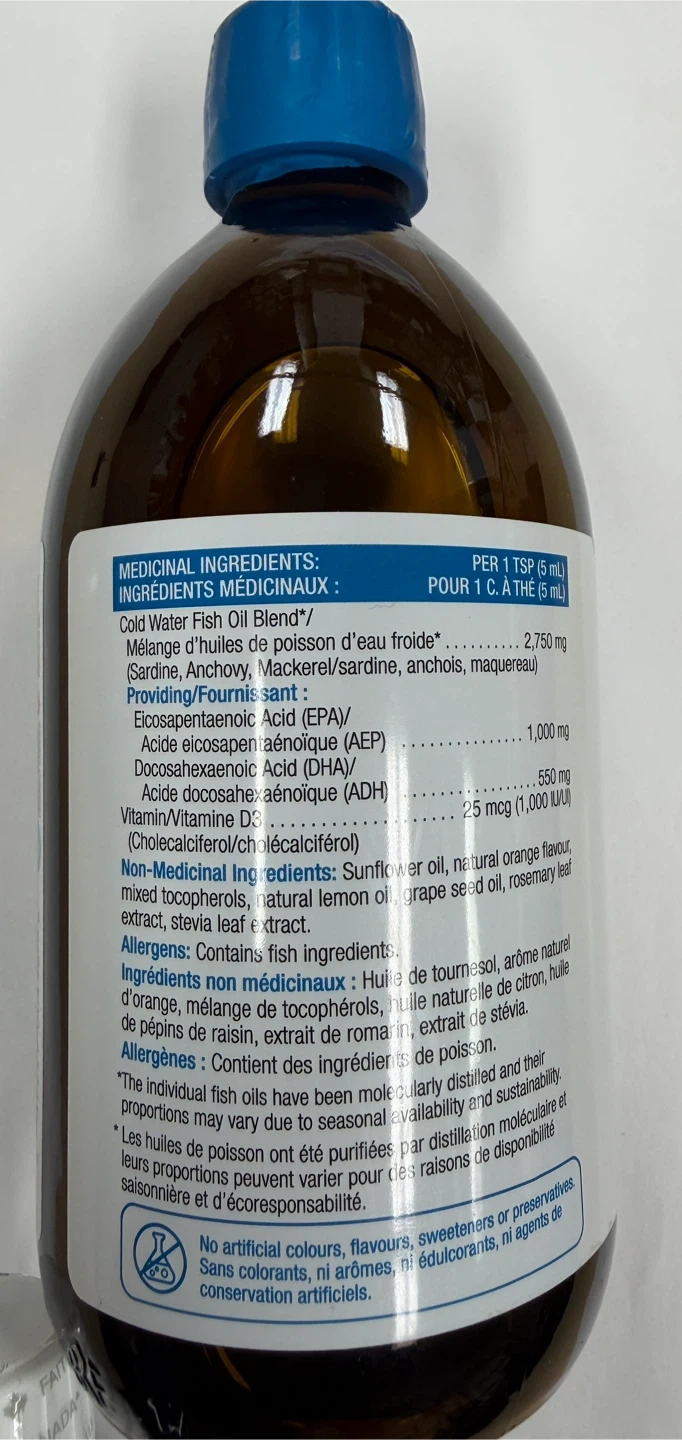 MEDICINAL INGREDIENTS: PER 1 TSP (5 mL)
INGRÉDIENTS MÉDICINAUX : POUR 1 C. À THÉ (5 mL)
Cold Water Fish Oil Blend*/
Mélange d'huiles de poisson d'eau froide* .......... 2,750 mg
(Sardine, Anchovy, Mackerel/sardine, anchois, maquereau)
Providing/Fournissant :
Eicosapentaenoic Acid (EPA)/
Acide eicosapentaénoïque (AEP) ............... 1,000 mg
Docosahexaenoic Acid (DHA)/
Acide docosahexaénoïque (ADH) ................ 550 mg
Vitamin/Vitamine D3 ................... 25 mcg (1,000 IU/UI)
(Cholecalciferol/cholécalciférol)
Non-Medicinal Ingredients: Sunflower oil, natural orange flavour,
mixed tocopherols, natural lemon oil, grape seed oil, rosemary leaf
extract, stevia leaf extract.
Allergens: Contains fish ingredients.
Ingrédients non médicinaux : Huile de tournesol, arôme naturel
d'orange, mélange de tocophérols, huile naturelle de citron, huile
de pépins de raisin, extrait de romarin, extrait de stévia.
Allergènes : Contient des ingrédients de poisson.
*The individual fish oils have been molecularly distilled and their
proportions may vary due to seasonal availability and sustainability.
* Les huiles de poisson ont été purifiées par distillation moléculaire et
leurs proportions peuvent varier pour des raisons de disponibilité
saisonnière et d'écoresponsabilité.
No artificial colours, flavours, sweeteners or preservatives.
Sans colorants, ni arômes, ni édulcorants, ni agents de
conservation artificiels.
FAIT